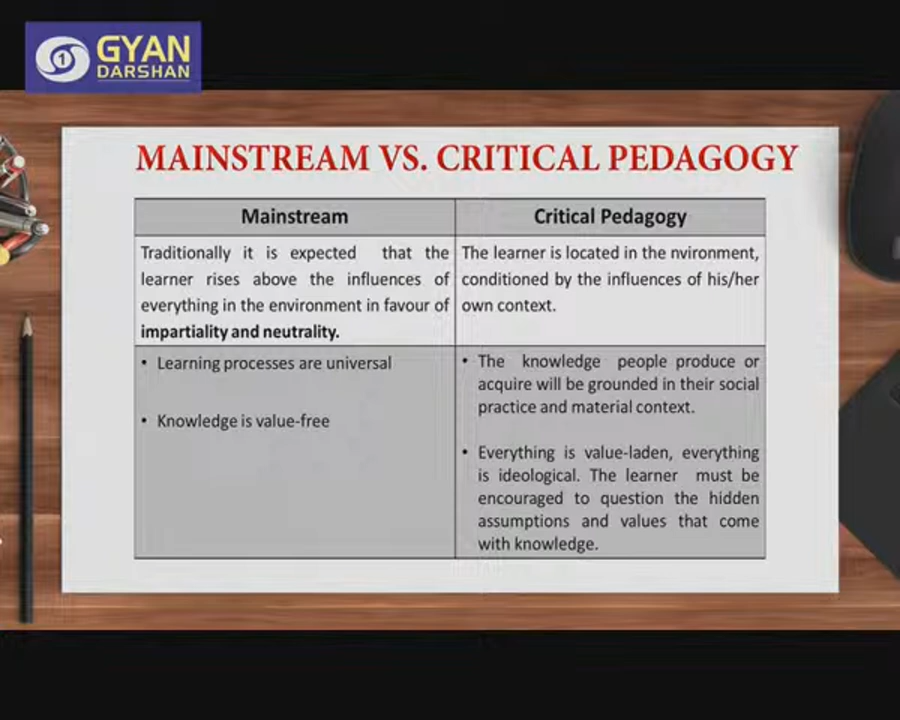 1
GYAN
DARSHAN
MAINSTREAM VS. CRITICAL PEDAGOGY
Mainstream
Critical Pedagogy
Traditionally it is expected that the
learner rises above the influences of
everything in the environment in favour of
impartiality and neutrality.
The learner is located in the nvironment,
conditioned by the influences of his/her
own context.
• Learning processes are universal
• Knowledge is value-free
• The knowledge people produce or
acquire will be grounded in their social
practice and material context.
• Everything is value-laden, everything
is ideological. The learner must be
encouraged to question the hidden
assumptions and values that come
with knowledge.